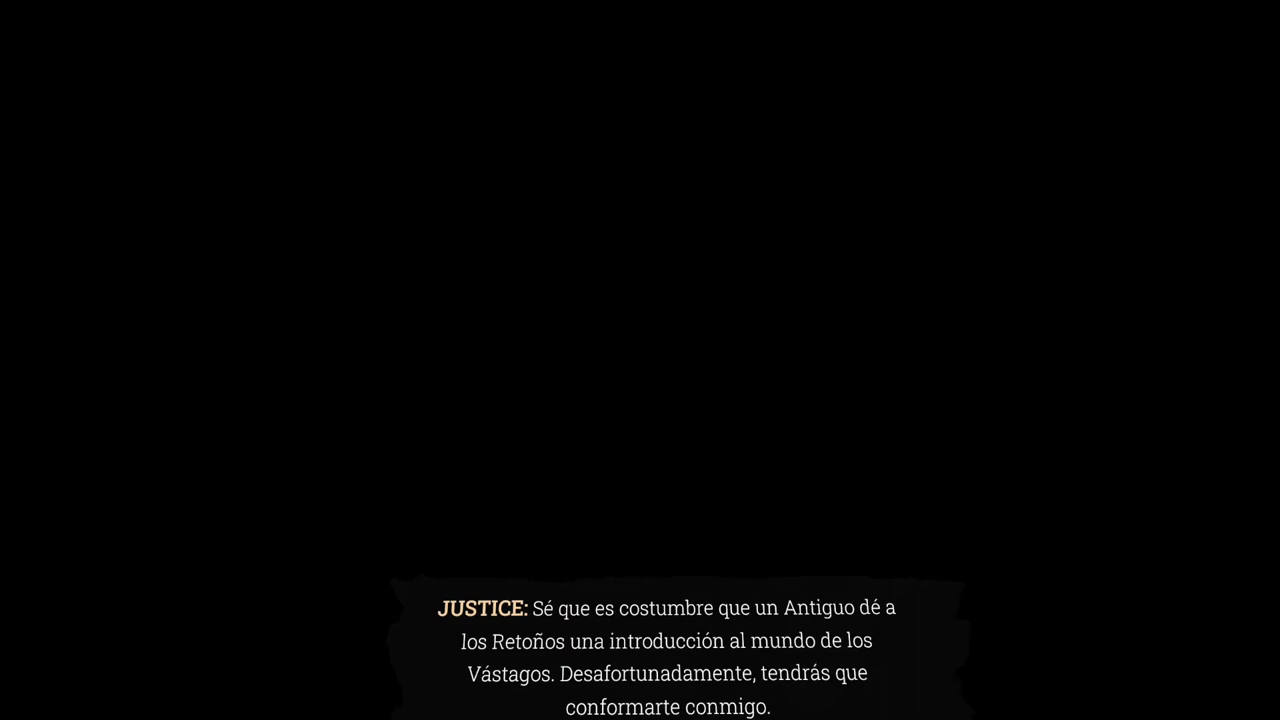 JUSTICE: Sé que es costumbre que un Antiguo dé a
los Retoños una introducción al mundo de los
Vástagos. Desafortunadamente, tendrás que
conformarte conmigo.